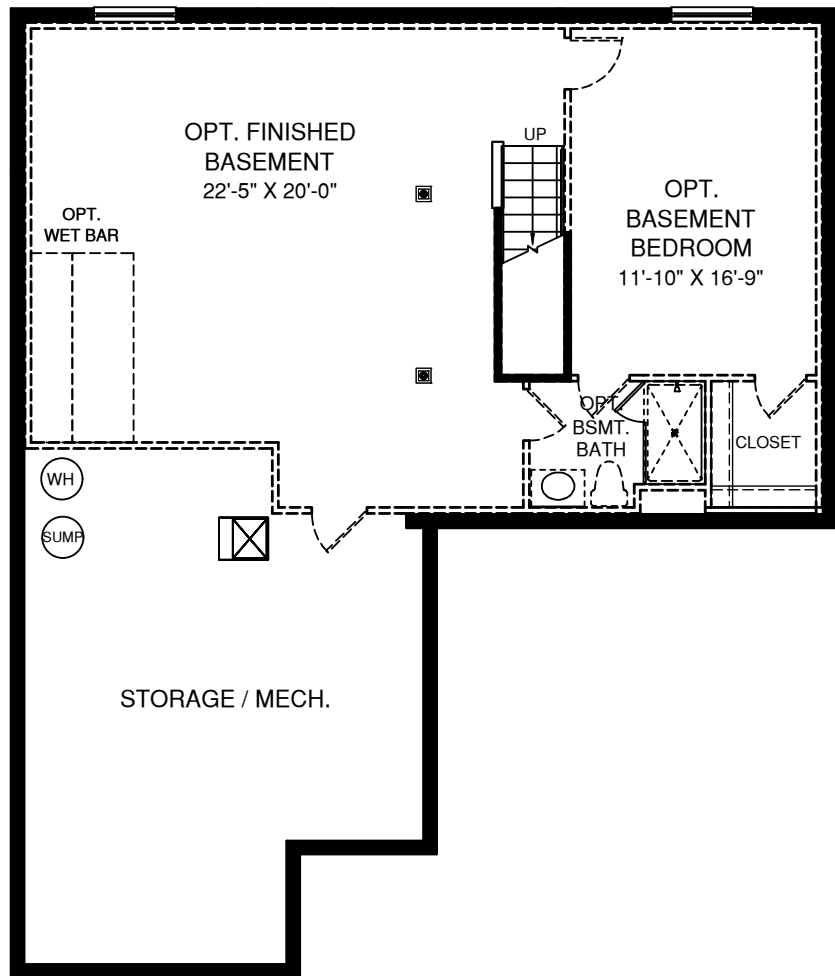 OPT. FINISHED
BASEMENT
22'-5" X 20'-0"
UP
OPT.
BASEMENT
BEDROOM
11'-10" X 16'-9"
OPT.
WET BAR
OPT.
BSMT.
BATH
CLOSET
WH
SUMP
STORAGE / MECH.